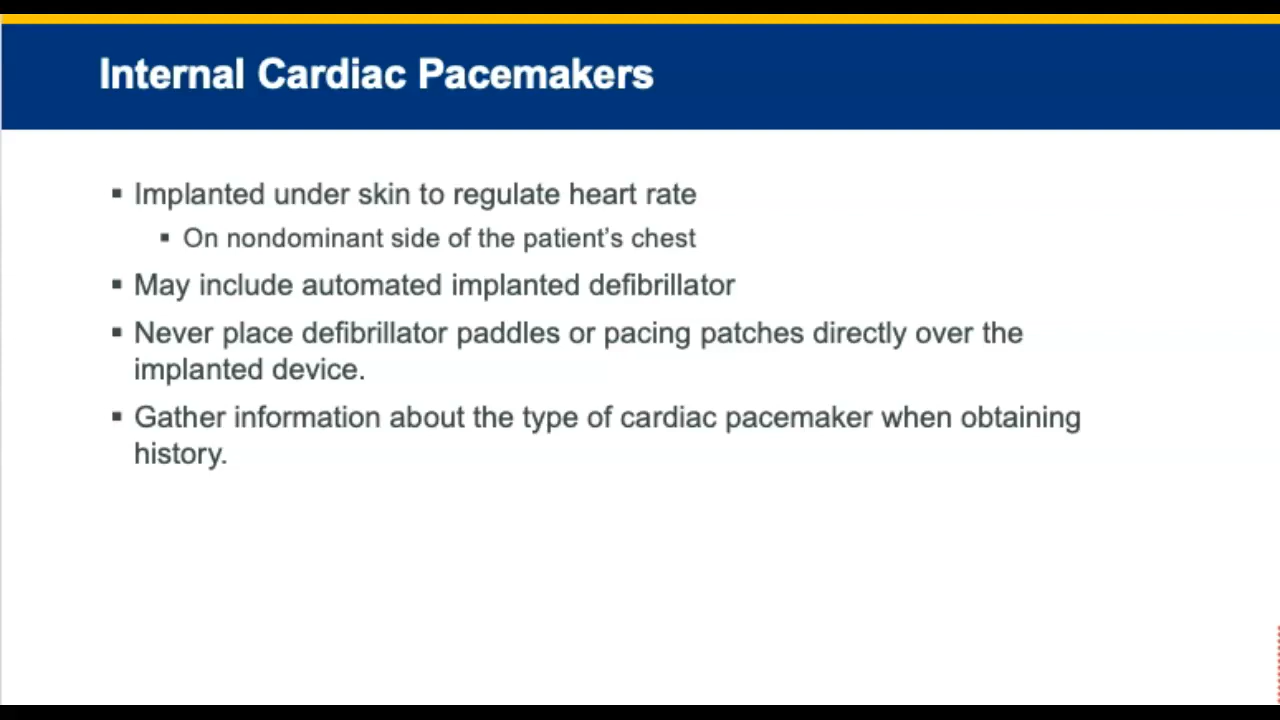 Internal Cardiac Pacemakers
▪ Implanted under skin to regulate heart rate
▪ On nondominant side of the patient’s chest
▪ May include automated implanted defibrillator
▪ Never place defibrillator paddles or pacing patches directly over the
implanted device.
▪ Gather information about the type of cardiac pacemaker when obtaining
history.